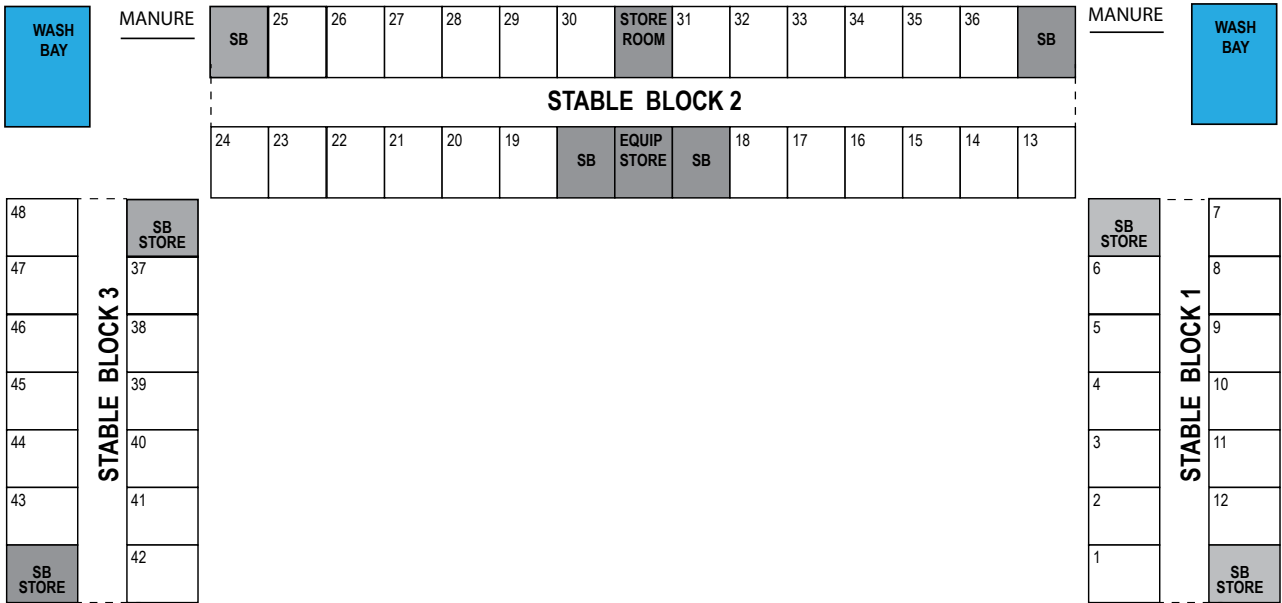 WASH
BAY
MANURE
SB
25
26
27
28
29
30
STORE
ROOM
31
32
33
34
35
36
SB
MANURE
WASH
BAY
STABLE BLOCK 2
24
23
22
21
20
19
SB
EQUIP
STORE
SB
18
17
16
15
14
13
48
47
46
45
44
43
SB
STORE
STABLE BLOCK 3
SB
STORE
37
38
39
40
41
42
SB
STORE
6
5
4
3
2
1
STABLE BLOCK 1
7
8
9
10
11
12
SB
STORE